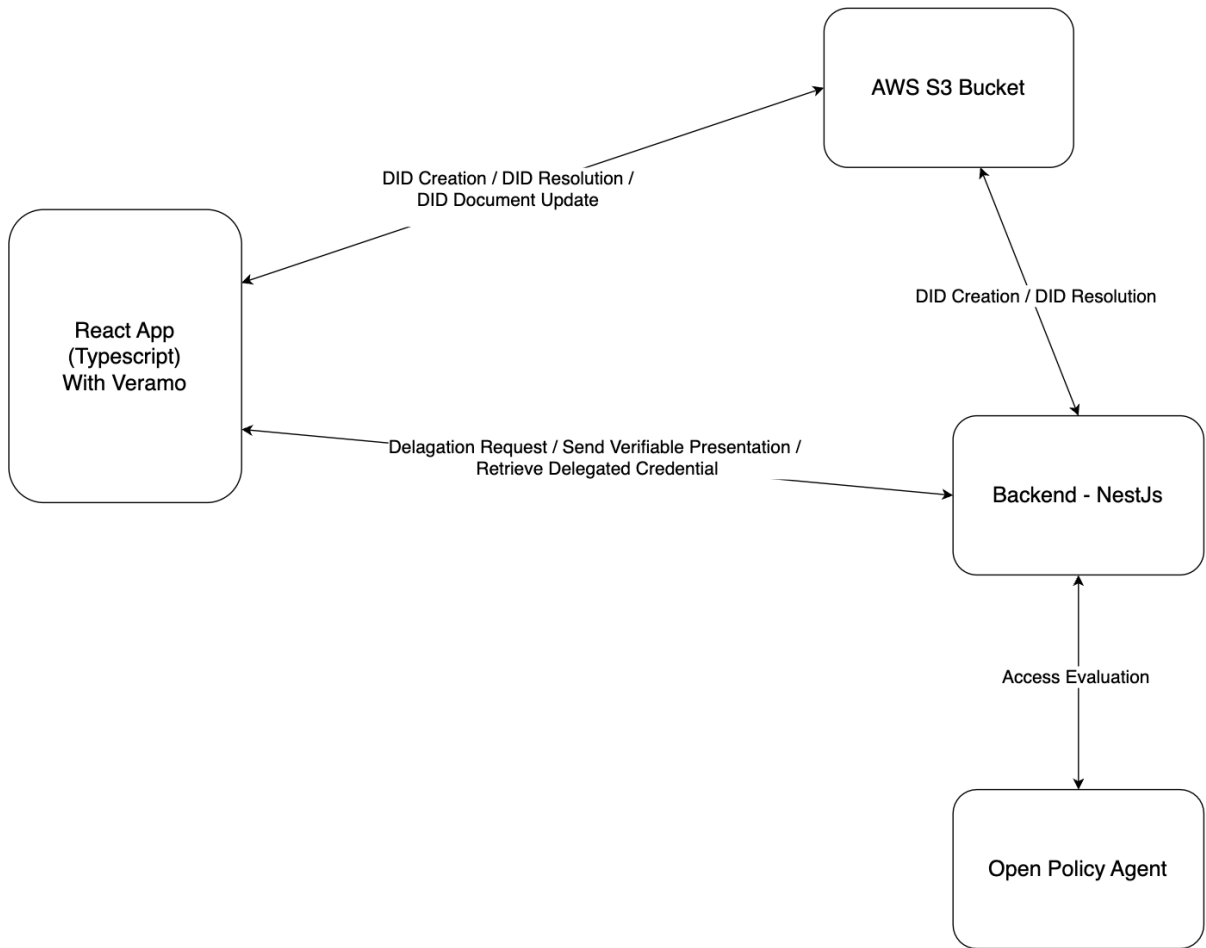 AWS S3 Bucket
DID Creation / DID Resolution /
DID Document Update
React App
(Typescript)
With Veramo
DID Creation / DID Resolution
Delagation Request / Send Verifiable Presentation /
Retrieve Delegated Credential
Backend - NestJs
Access Evaluation
Open Policy Agent